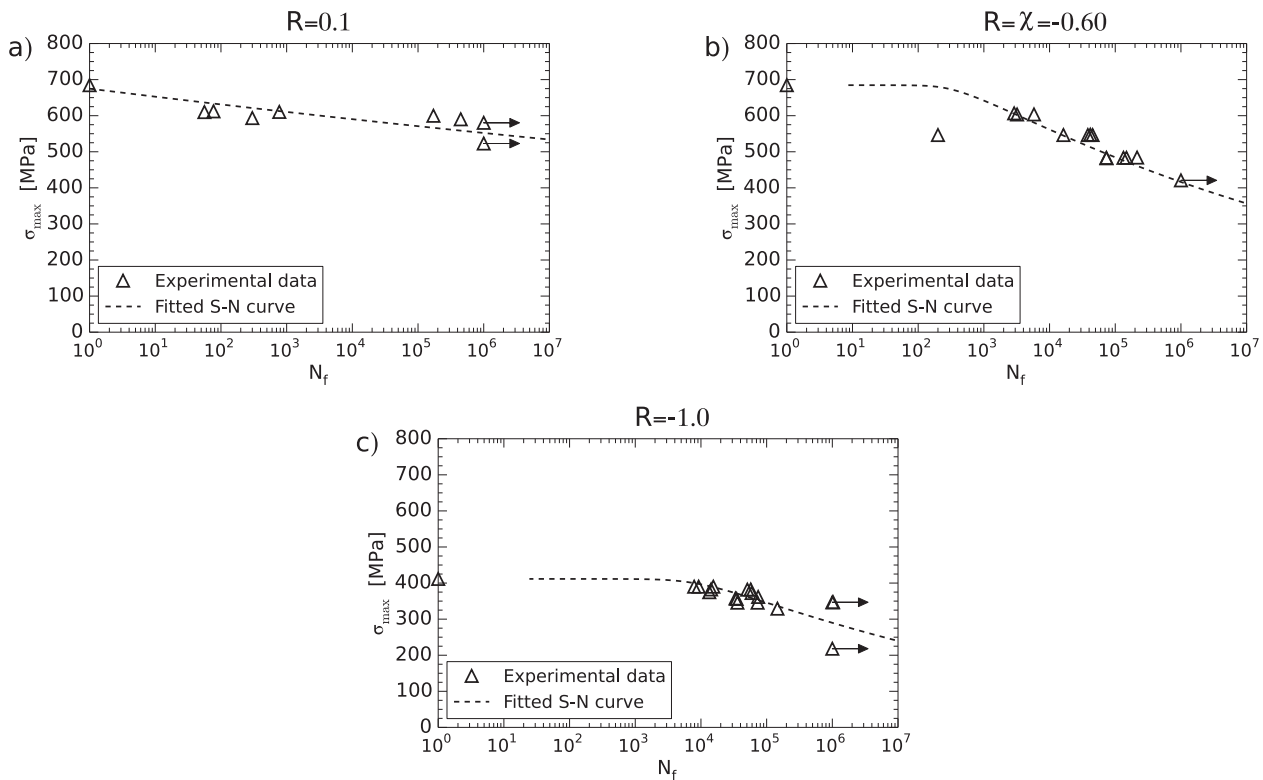 R=0.1
a)
800
700
600
500
400
300
200
100
0
σmax [MPa]
Experimental data
Fitted S-N curve
10^0 10^1 10^2 10^3 10^4 10^5 10^6 10^7
Nf
R=χ=-0.60
b)
800
700
600
500
400
300
200
100
0
σmax [MPa]
Experimental data
Fitted S-N curve
10^0 10^1 10^2 10^3 10^4 10^5 10^6 10^7
Nf
R=-1.0
c)
800
700
600
500
400
300
200
100
0
σmax [MPa]
Experimental data
Fitted S-N curve
10^0 10^1 10^2 10^3 10^4 10^5 10^6 10^7
Nf